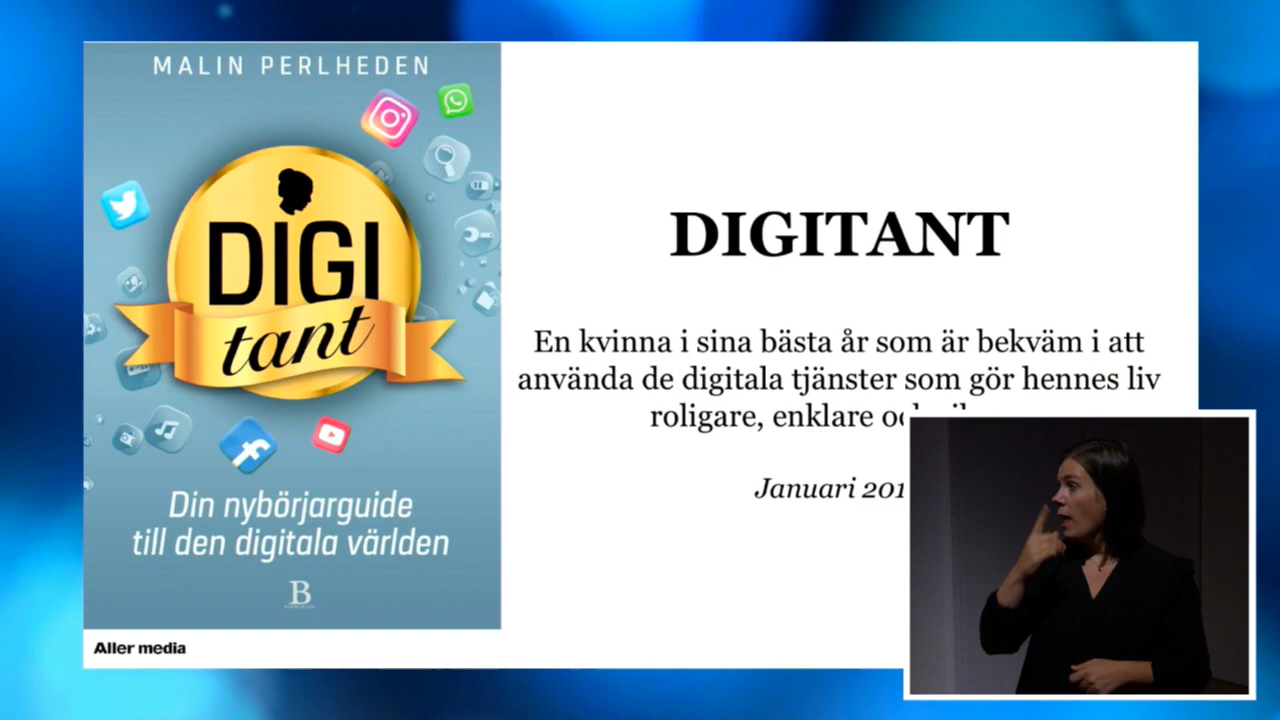 MALIN PERLHEDEN
DIGI
tant
Din nybörjarguide
till den digitala världen
B
Aller media
DIGITANT
En kvinna i sina bästa år som är bekväm i att
använda de digitala tjänster som gör hennes liv
roligare, enklare
Januari